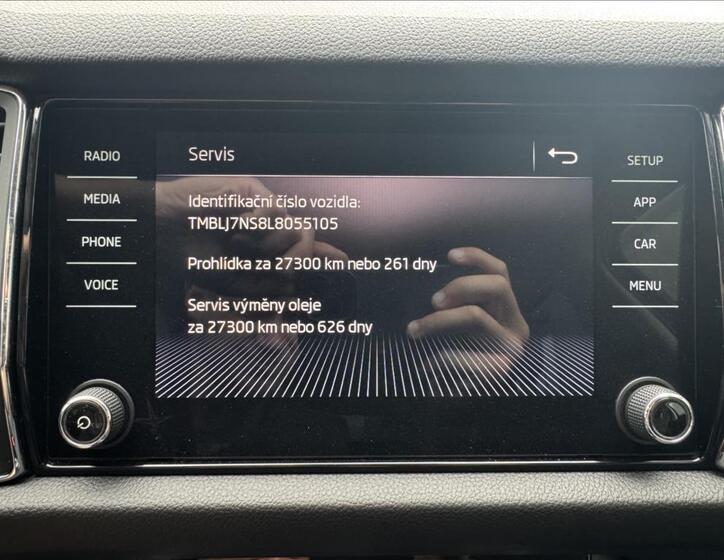 Servis
RADIO
MEDIA
PHONE
VOICE
Identifikační číslo vozidla:
TMBLJ7NS8L8055105
Prohlídka za 27300 km nebo 261 dny
Servis výměny oleje
za 27300 km nebo 626 dny
SETUP
APP
CAR
MENU